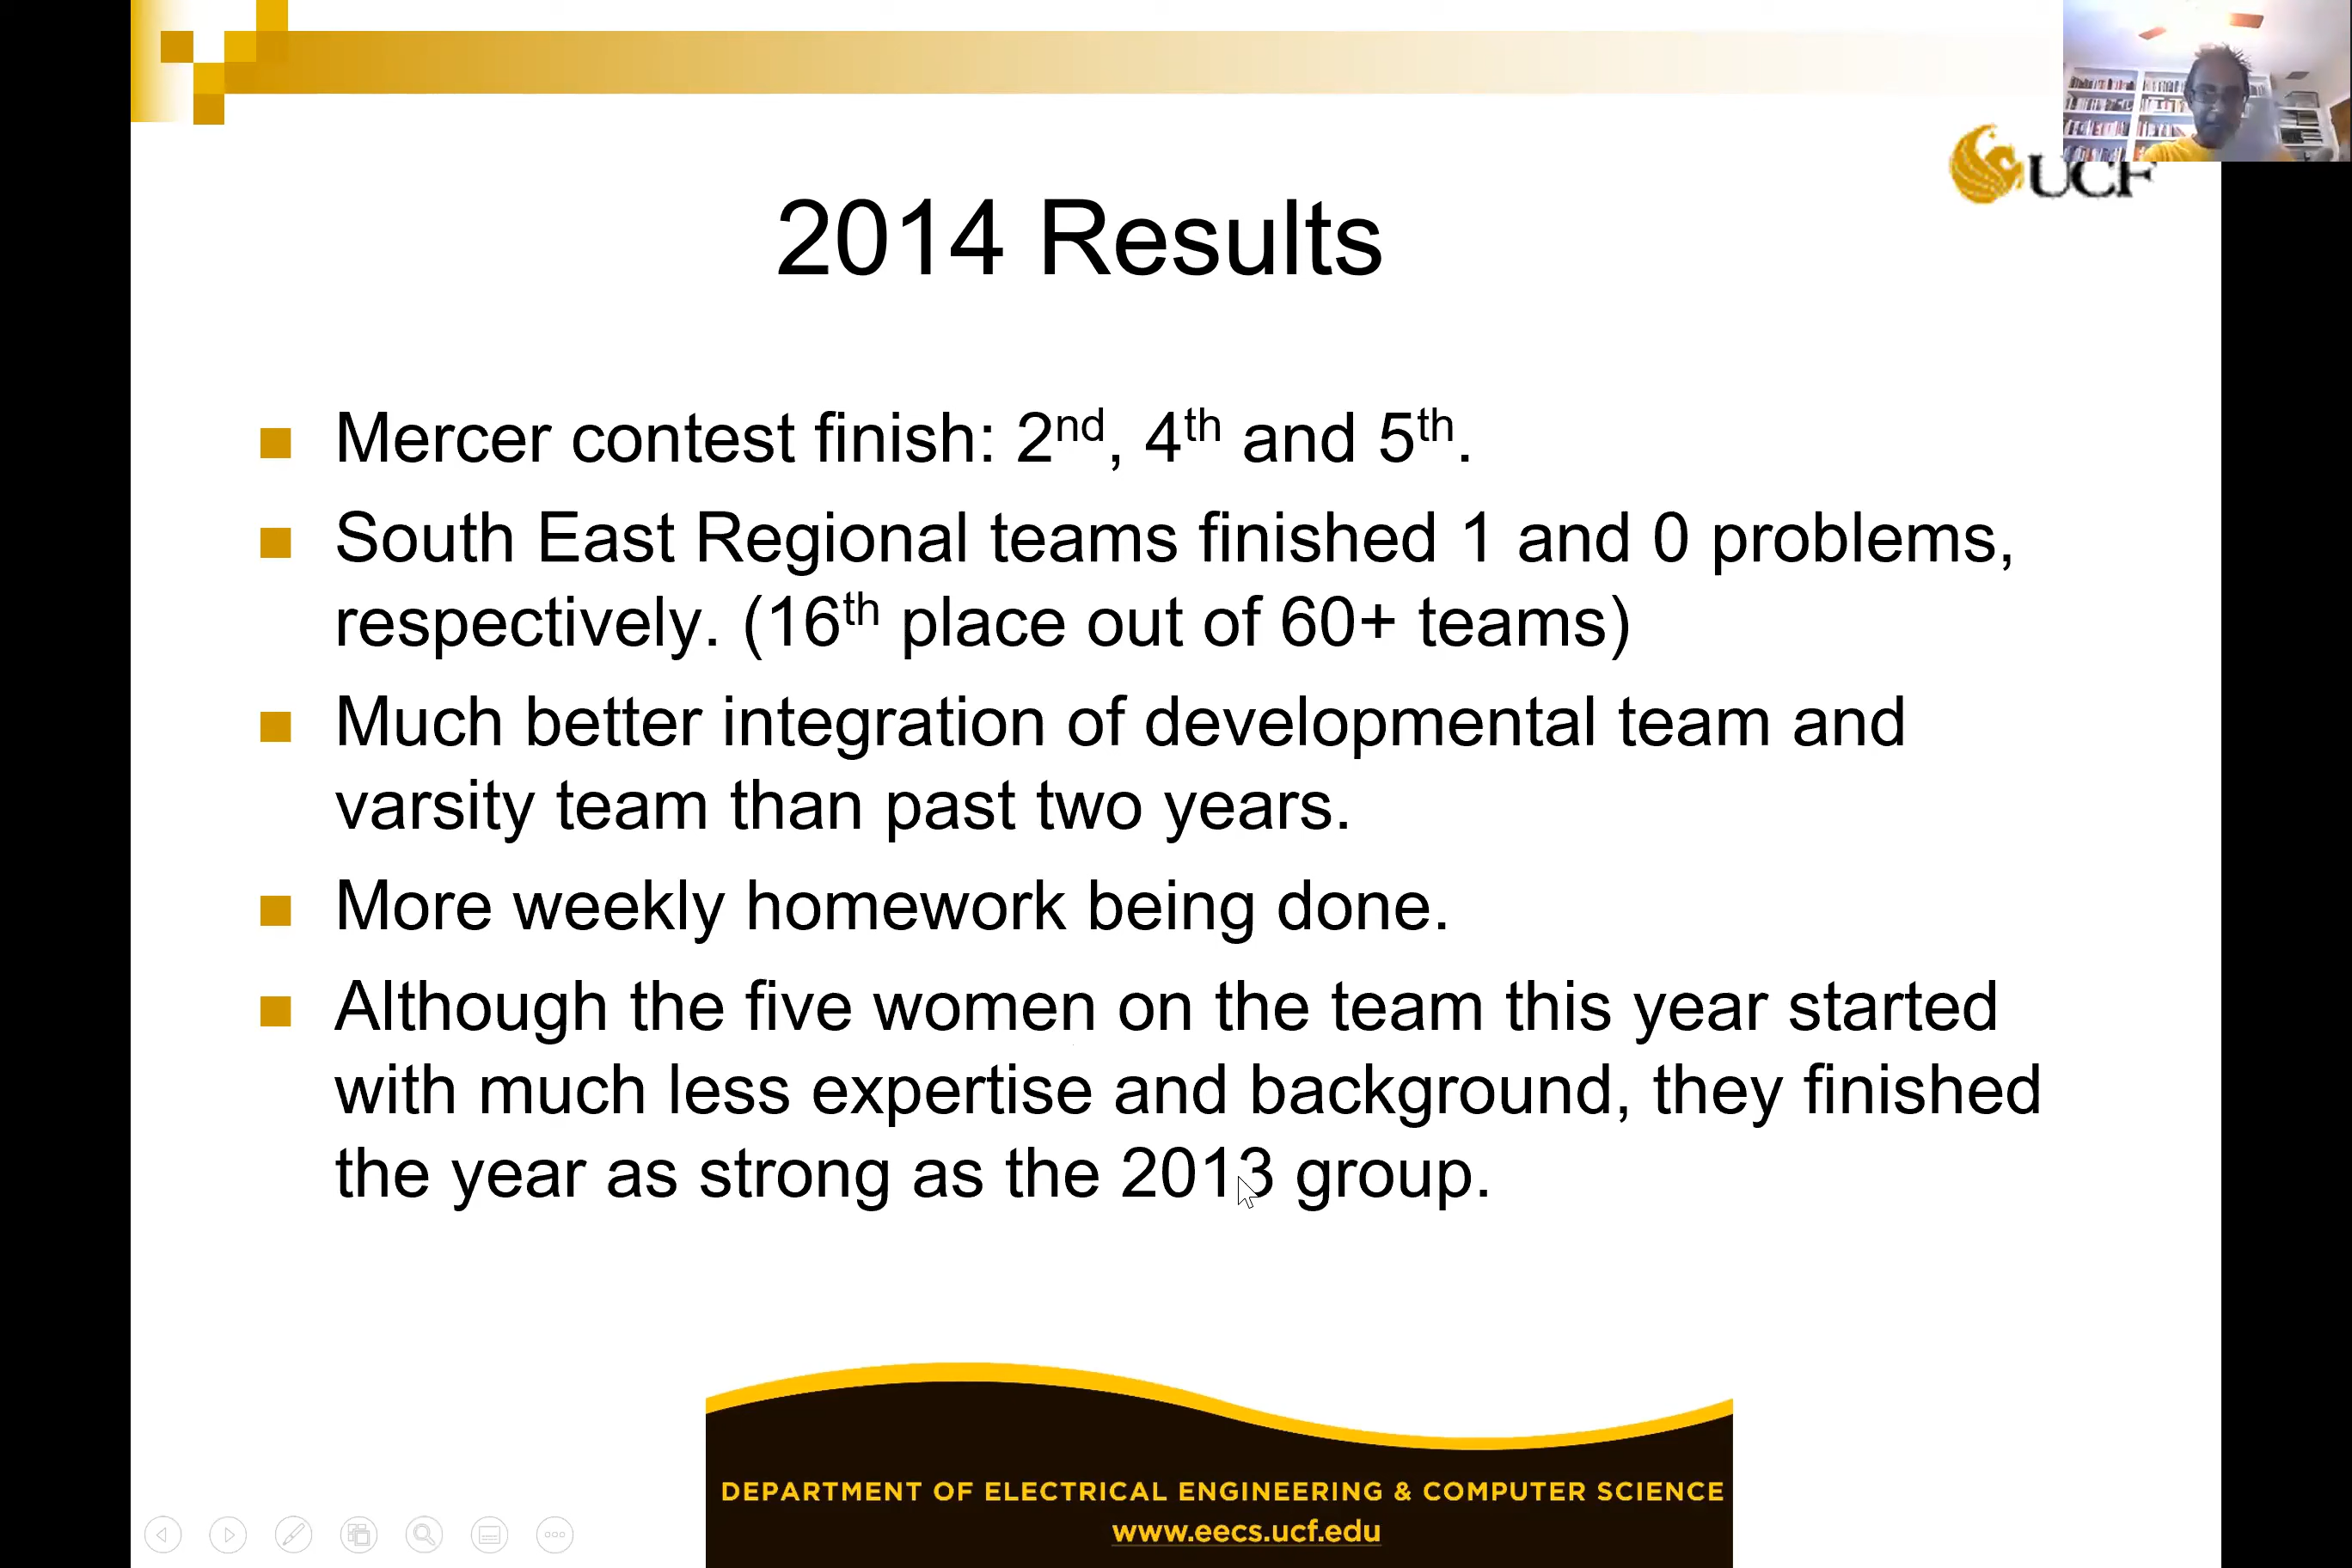 UCF
2014 Results
Mercer contest finish: 2nd, 4th and 5th.
South East Regional teams finished 1 and 0 problems,
respectively. (16th place out of 60+ teams)
Much better integration of developmental team and
varsity team than past two years.
More weekly homework being done.
Although the five women on the team this year started
with much less expertise and background, they finished
the year as strong as the 2013 group.
DEPARTMENT OF ELECTRICAL ENGINEERING & COMPUTER SCIENCE
www.eecs.ucf.edu